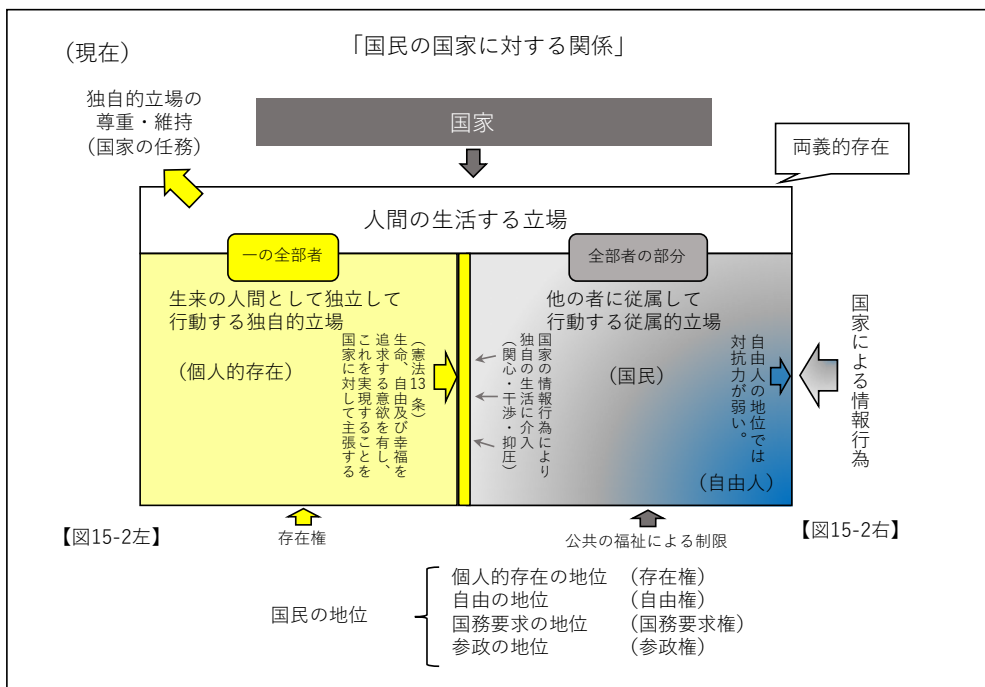 (現在)
「国民の国家に対する関係」
独自的立場の
尊重・維持
(国家の任務)
国家
両義的存在
人間の生活する立場
一の全部者
全部者の部分
生来の人間として独立して
行動する独自的立場
(個人的存在)
(憲法13条)
生命、自由及び幸福を
追求する意欲を有し、
これを実現することを
国家に対して主張する
他の者に従属して
行動する従属的立場
(国民)
国家の情報行為により
独自の生活に介入
(関心・干渉・抑圧)
自由人の地位では
対抗力が弱い。
(自由人)
国家による情報行為
【図15-2左】
存在権
公共の福祉による制限
【図15-2右】
国民の地位
個人的存在の地位 (存在権)
自由の地位 (自由権)
国務要求の地位 (国務要求権)
参政の地位 (参政権)